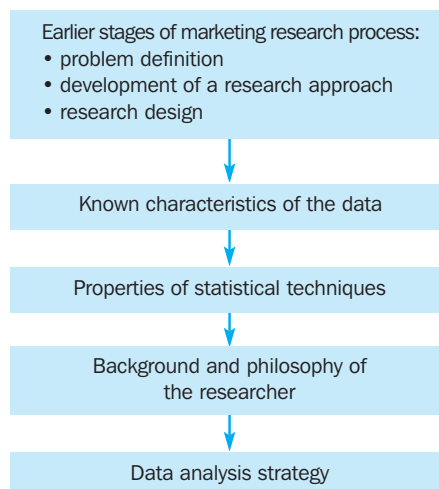 Earlier stages of marketing research process:
• problem definition
• development of a research approach
• research design
Known characteristics of the data
Properties of statistical techniques
Background and philosophy of
the researcher
Data analysis strategy